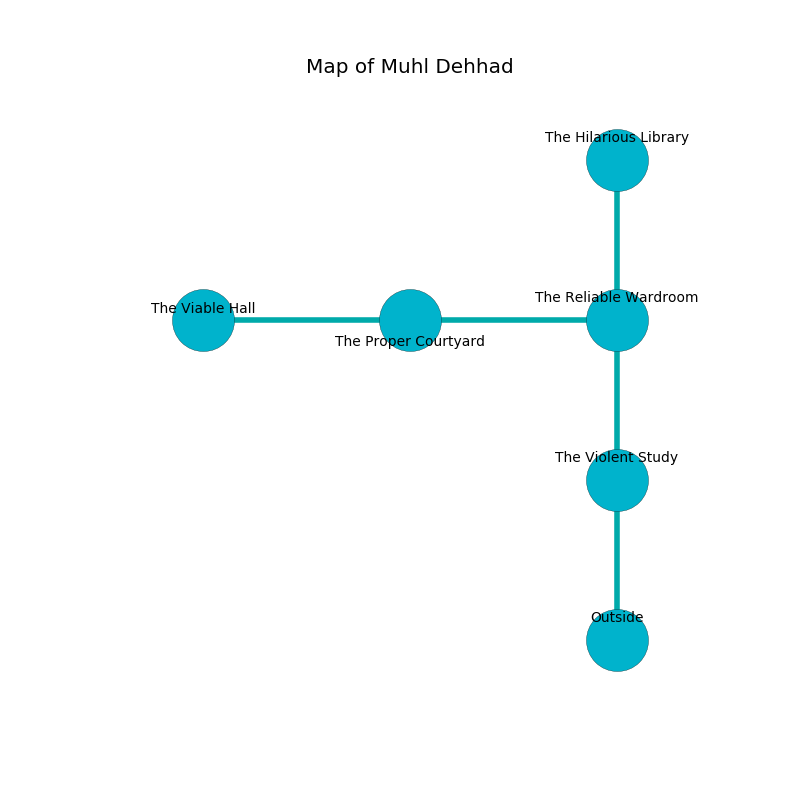 Map of Muhl Dehhad
The Hilarious Library
The Reliable Wardroom
The Viable Hall
The Proper Courtyard
The Violent Study
Outside